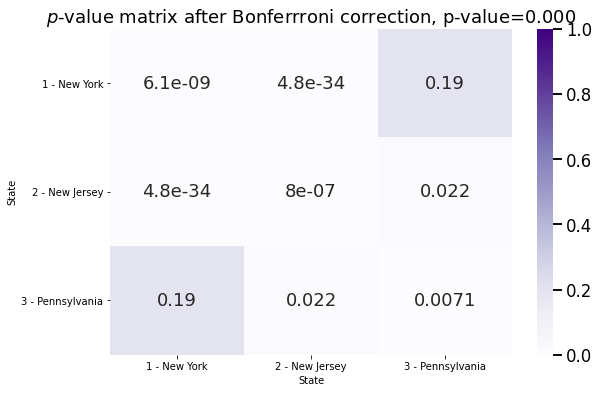 p-value matrix after Bonferrroni correction, p-value=0.000
1.0
1 - New York
6.1e-09
4.8e-34
0.19
0.8
0.6
State
2 - New Jersey
4.8e-34
8e-07
0.022
0.4
3 - Pennsylvania
0.19
0.022
0.0071
0.2
0.0
1 - New York
2 - New Jersey
3 - Pennsylvania
State